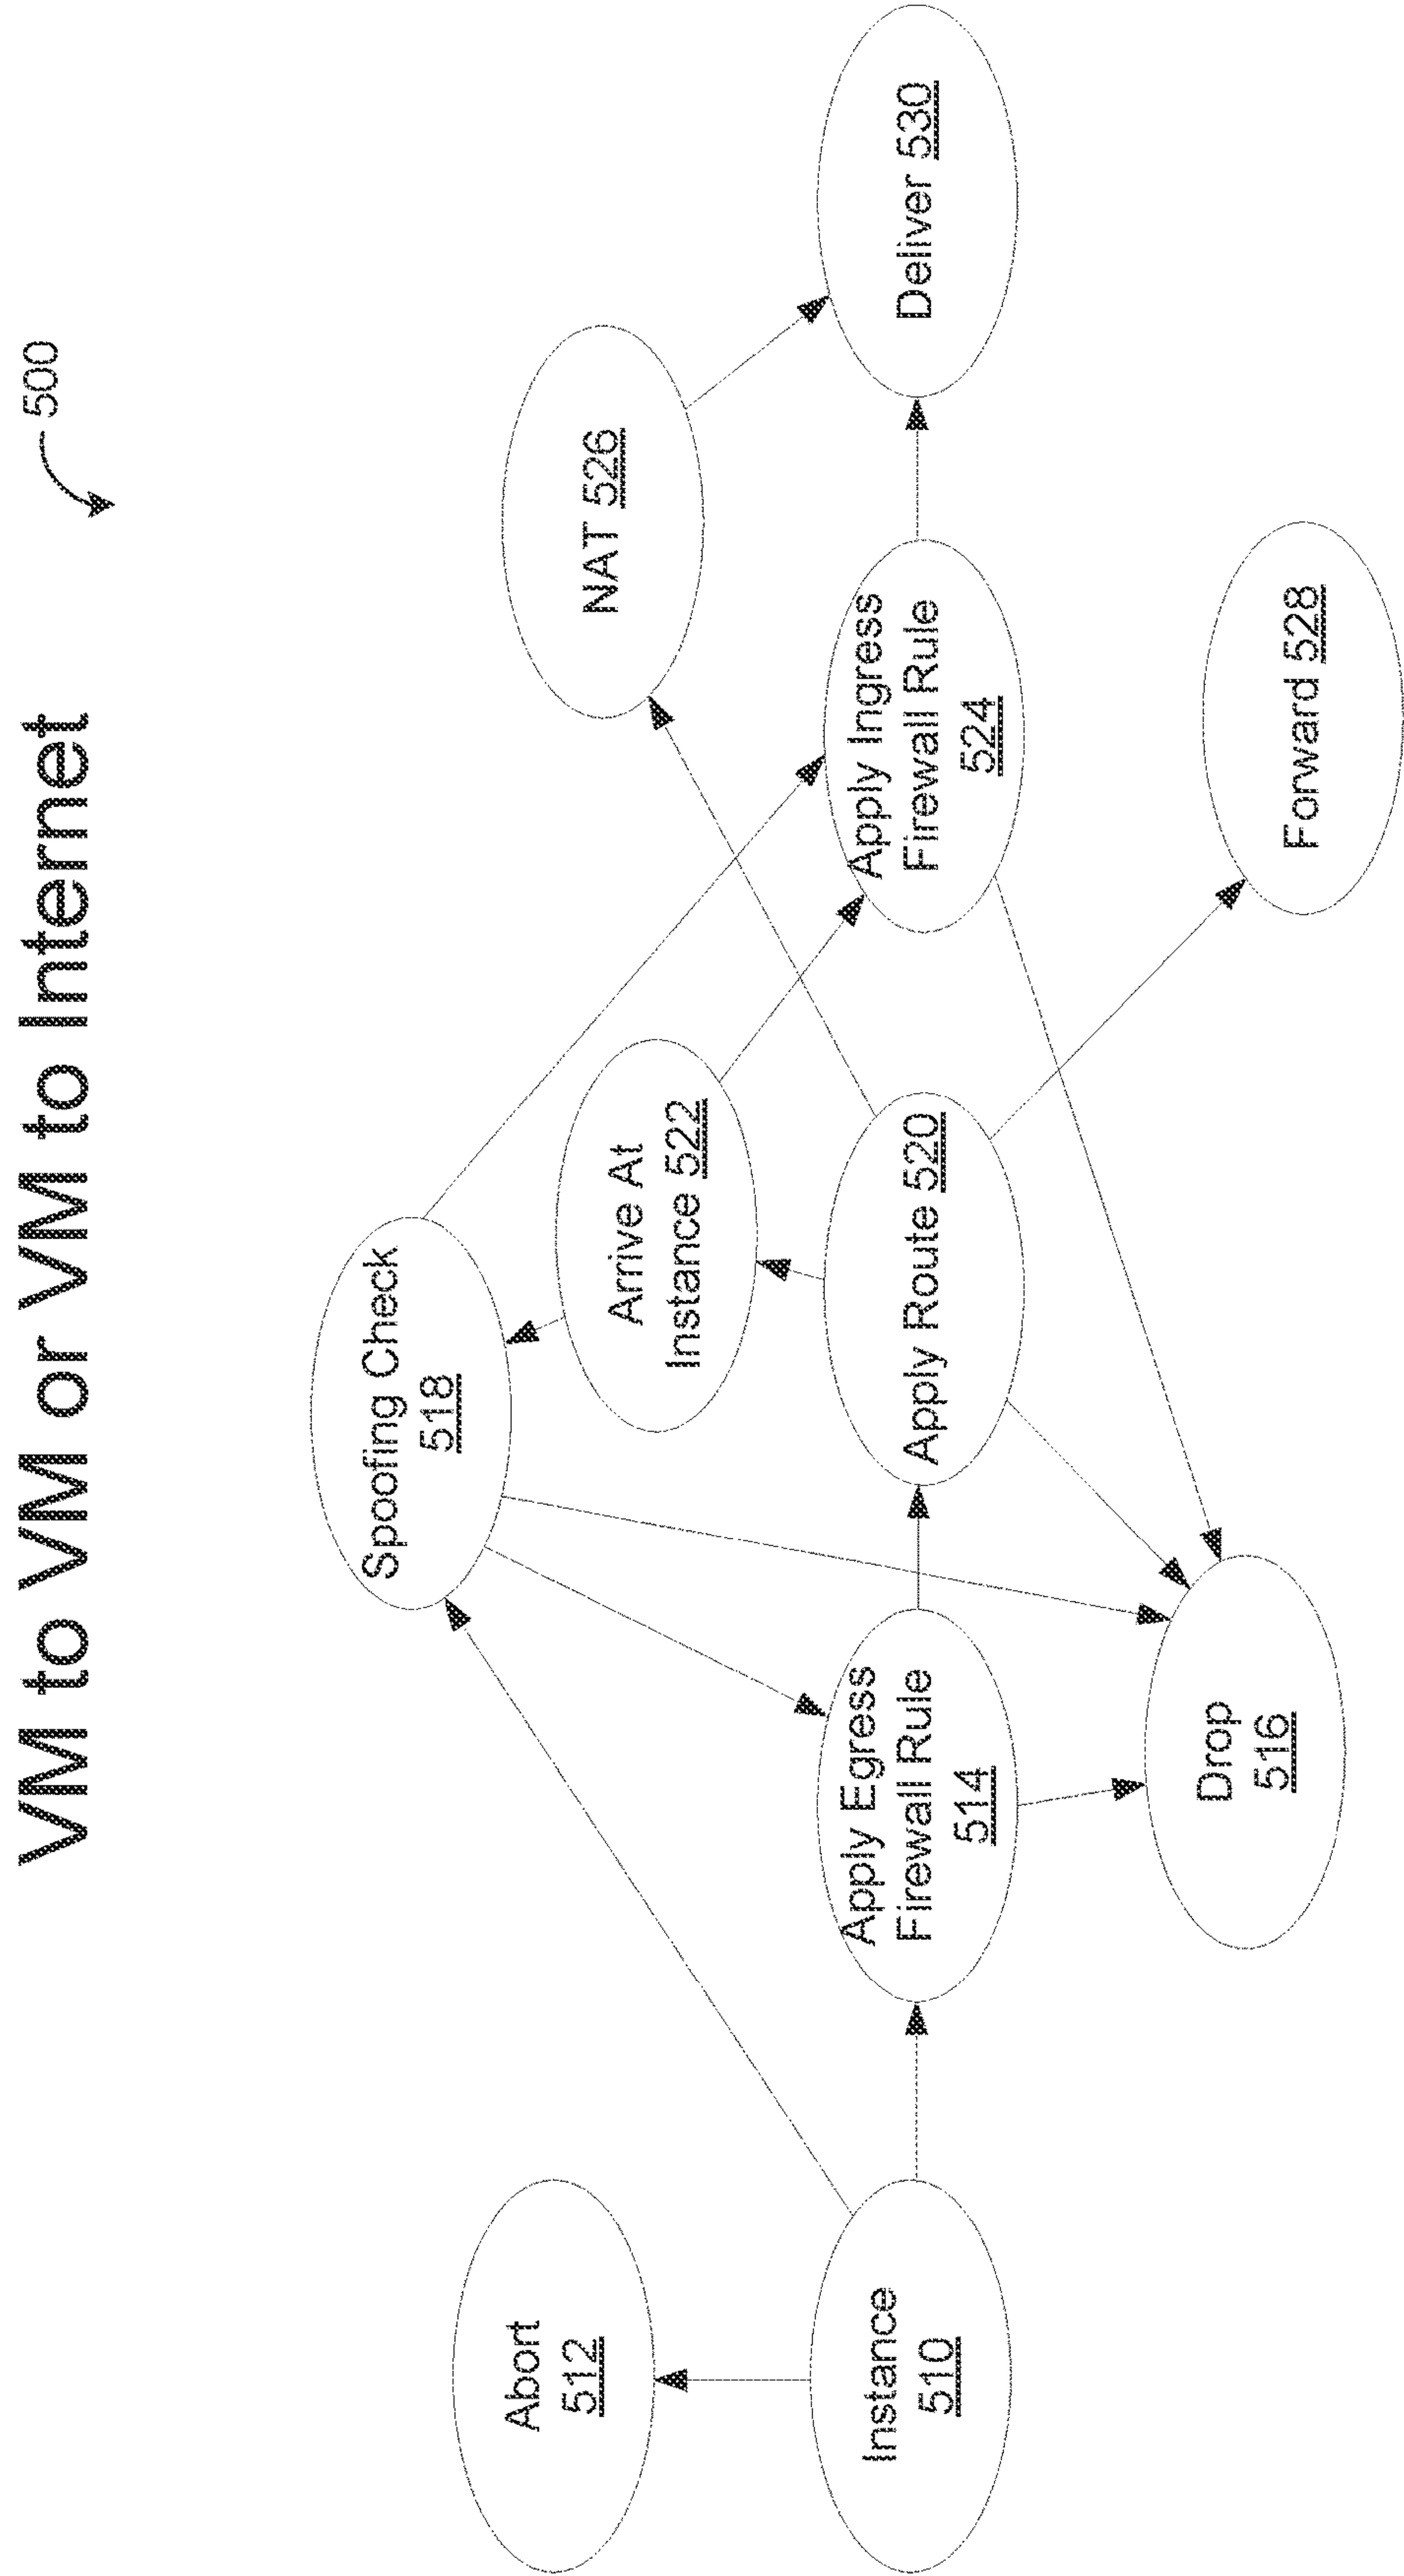 VM to VM or VM to Internet
500
Spoofing Check
518
Abort
512
NAT 526
Arrive At
Instance 522
Instance
510
Apply Egress
Firewall Rule
514
Apply Route 520
Apply Ingress
Firewall Rule
524
Deliver 530
Drop
516
Forward 528